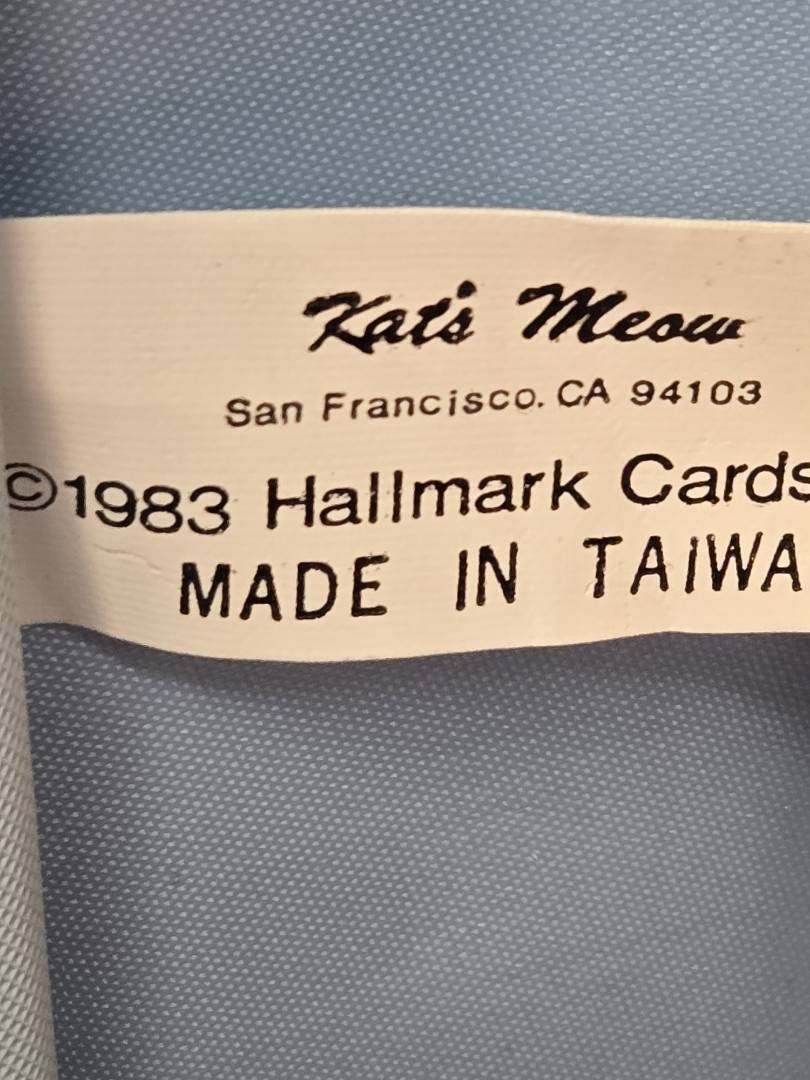 Kat's Meow
San Francisco. CA 94103
©1983 Hallmark Cards
MADE IN TAIWA